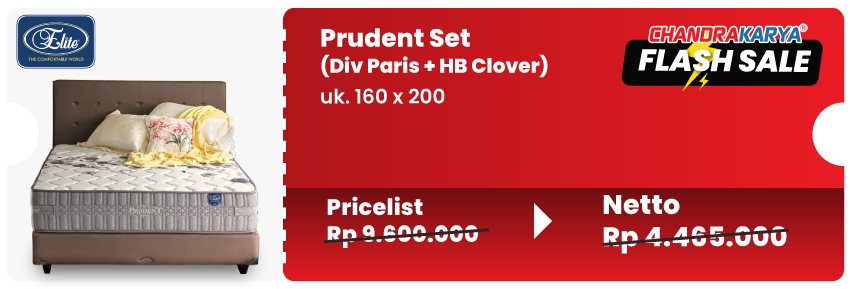 Elite®
THE COMFORTABLE WORLD
Prudent Set
(Div Paris + HB Clover)
uk. 160 x 200
CHANDRAKARYA®
FLASH SALE
Prudent
Pricelist
Rp 9.600.000
Netto
Rp 4.465.000